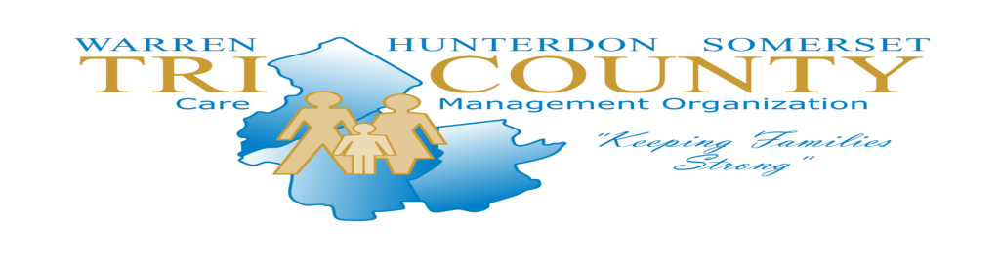 WARREN HUNTERDON SOMERSET
TRI COUNTY
Care Management Organization
"Keeping Families
Strong"